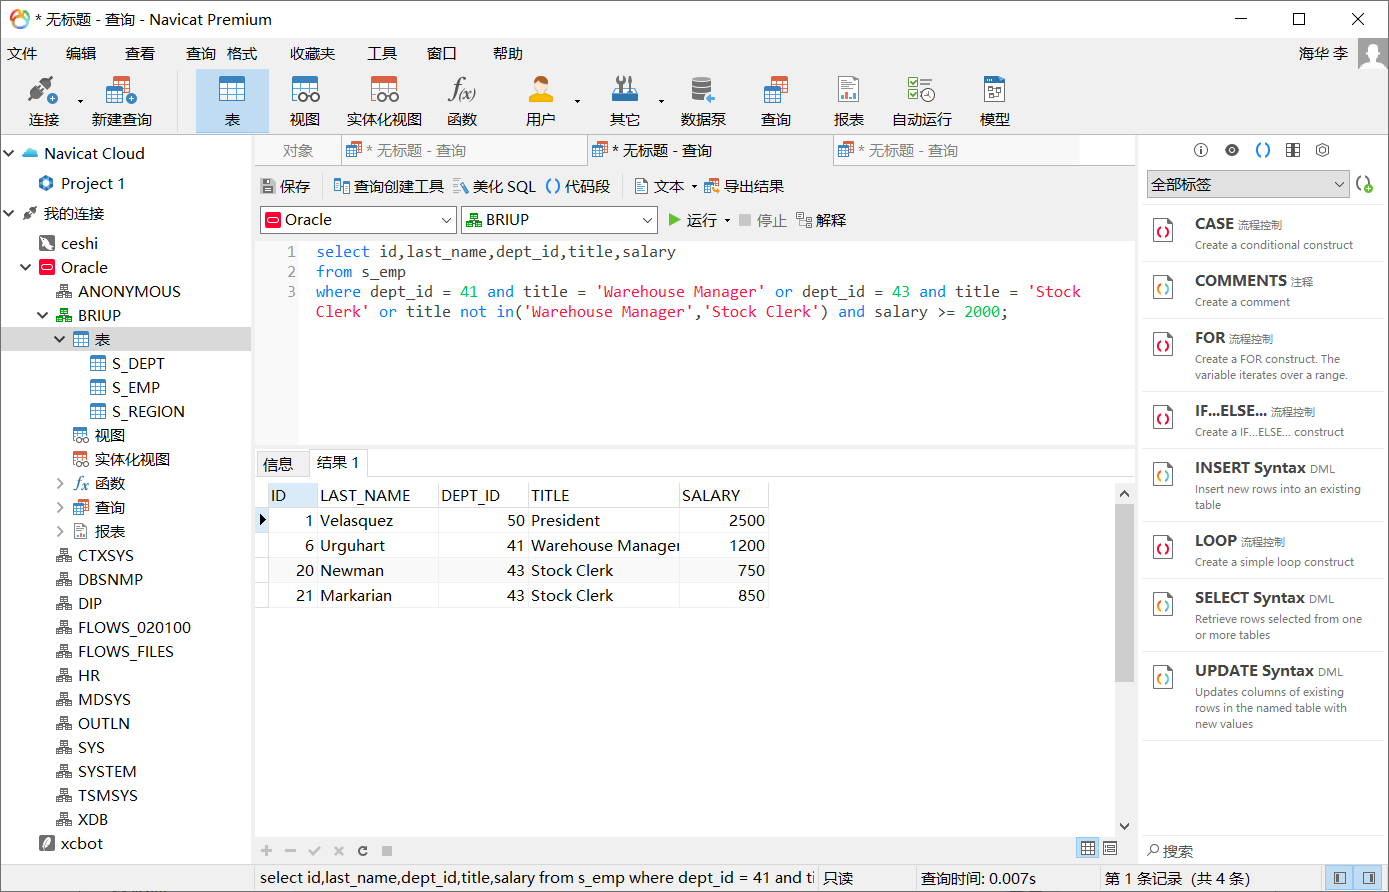 * 无标题 - 查询 - Navicat Premium
文件 编辑 查看 查询 格式 收藏夹 工具 窗口 帮助 海华 李
连接 新建查询 表 视图 实体化视图 函数 用户 其它 数据泵 查询 报表 自动运行 模型
Navicat Cloud
Project 1
我的连接
ceshi
Oracle
ANONYMOUS
BRIUP
表
S_DEPT
S_EMP
S_REGION
视图
实体化视图
函数
查询
报表
CTXSYS
DBSNMP
DIP
FLOWS_020100
FLOWS_FILES
HR
MDSYS
OUTLN
SYS
SYSTEM
TSMSYS
XDB
xcbot
对象 * 无标题 - 查询 * 无标题 - 查询 * 无标题 - 查询
保存 查询创建工具 美化 SQL () 代码段 文本 导出结果
Oracle BRIUP 运行 停止 解释
1 select id,last_name,dept_id,title,salary
2 from s_emp
3 where dept_id = 41 and title = 'Warehouse Manager' or dept_id = 43 and title = 'Stock
Clerk' or title not in('Warehouse Manager','Stock Clerk') and salary >= 2000;
信息 结果 1
ID LAST_NAME DEPT_ID TITLE SALARY
1 Velasquez 50 President 2500
6 Urguhart 41 Warehouse Manager 1200
20 Newman 43 Stock Clerk 750
21 Markarian 43 Stock Clerk 850
全部标签
CASE 流程控制
Create a conditional construct
COMMENTS 注释
Create a comment
FOR 流程控制
Create a FOR construct. The
variable iterates over a range.
IF...ELSE... 流程控制
Create a IF...ELSE... construct
INSERT Syntax DML
Insert new rows into an existing
table
LOOP 流程控制
Create a simple loop construct
SELECT Syntax DML
Retrieve rows selected from one
or more tables
UPDATE Syntax DML
Updates columns of existing
rows in the named table with
new values
搜索
select id,last_name,dept_id,title,salary from s_emp where dept_id = 41 and ti 只读 查询时间: 0.007s 第 1 条记录 (共 4 条)